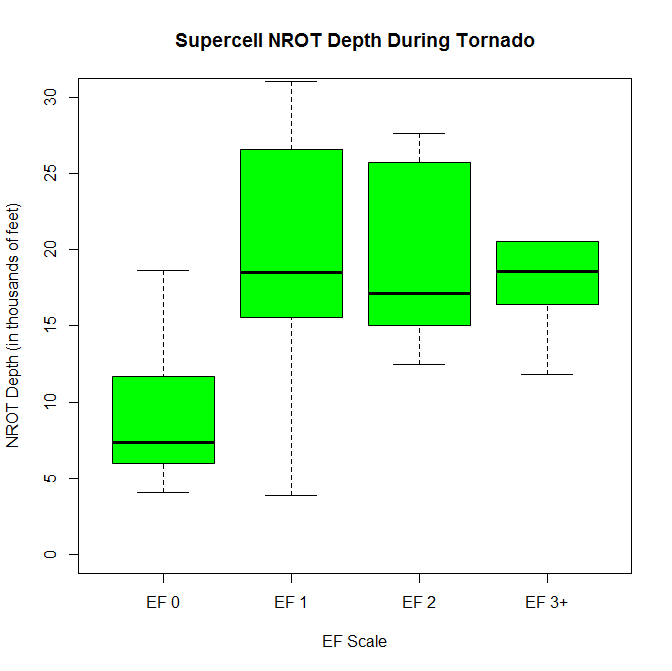 Supercell NROT Depth During Tornado
NROT Depth (in thousands of feet)
30
25
20
15
10
5
0
EF 0 EF 1 EF 2 EF 3+
EF Scale